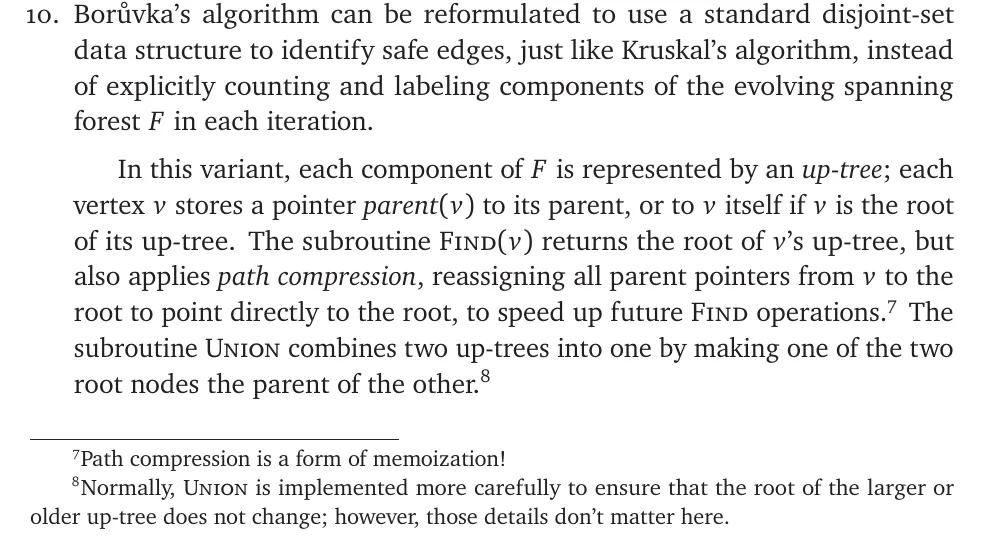 10. Borůvka’s algorithm can be reformulated to use a standard disjoint-set
data structure to identify safe edges, just like Kruskal’s algorithm, instead
of explicitly counting and labeling components of the evolving spanning
forest F in each iteration.
In this variant, each component of F is represented by an up-tree; each
vertex v stores a pointer parent(v) to its parent, or to v itself if v is the root
of its up-tree. The subroutine FIND(v) returns the root of v’s up-tree, but
also applies path compression, reassigning all parent pointers from v to the
root to point directly to the root, to speed up future FIND operations.⁷ The
subroutine UNION combines two up-trees into one by making one of the two
root nodes the parent of the other.⁸
⁷Path compression is a form of memoization!
⁸Normally, UNION is implemented more carefully to ensure that the root of the larger or
older up-tree does not change; however, those details don’t matter here.